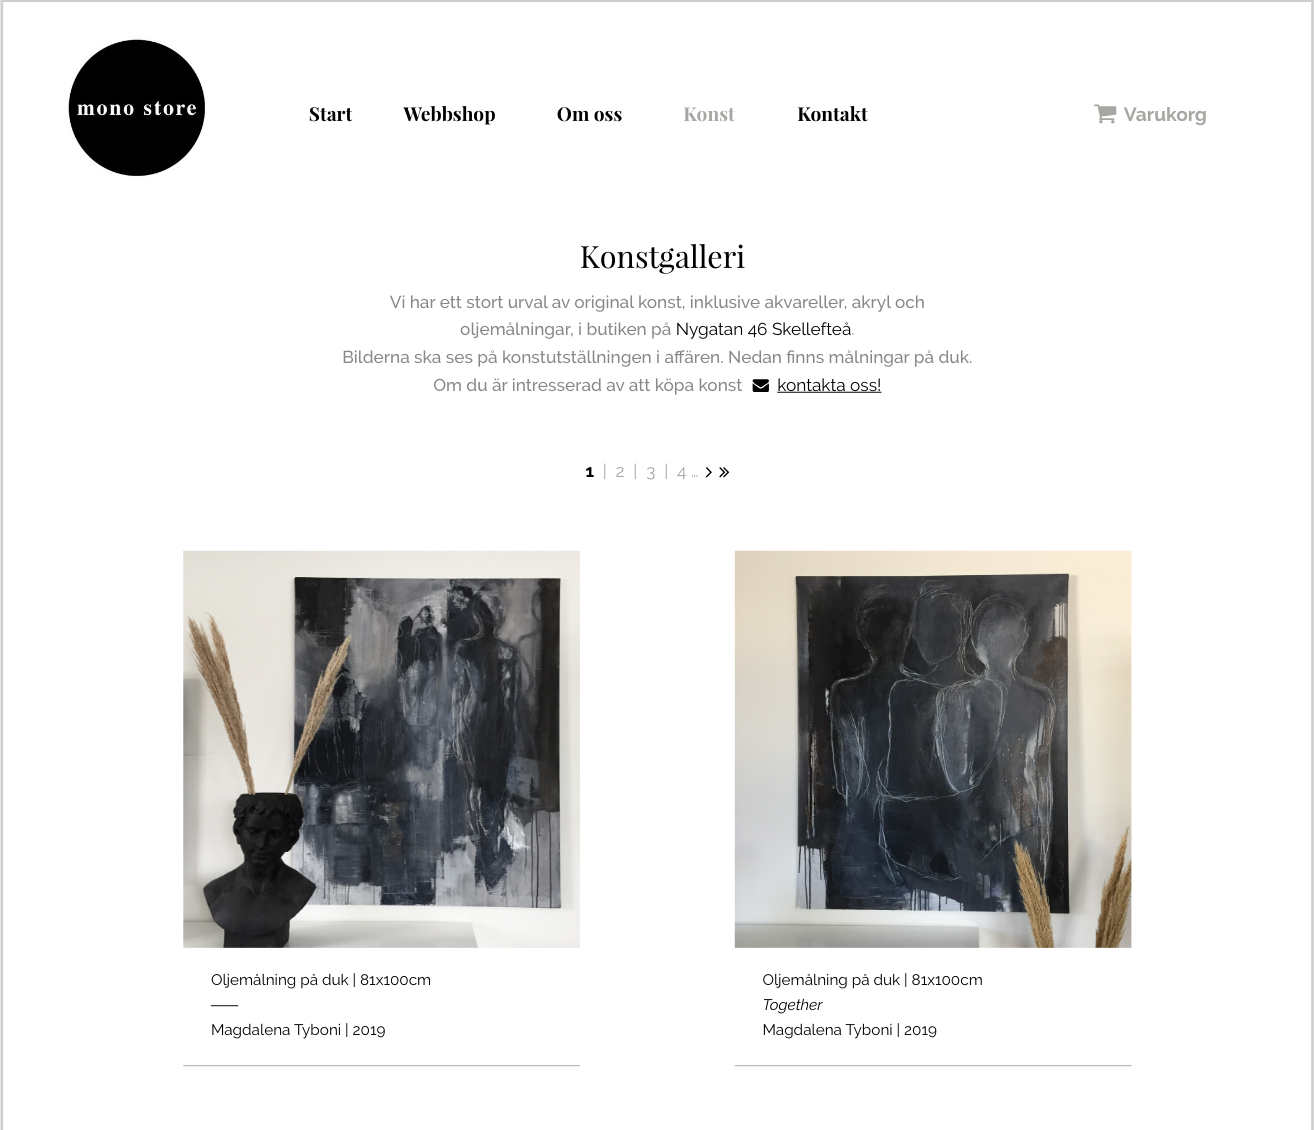 mono store
Start Webbshop Om oss Konst Kontakt Varukorg
Konstgalleri
Vi har ett stort urval av original konst, inklusive akvareller, akryl och
oljemålningar, i butiken på Nygatan 46 Skellefteå.
Bilderna ska ses på konstutställningen i affären. Nedan finns målningar på duk.
Om du är intresserad av att köpa konst kontakta oss!
1 | 2 | 3 | 4 ... › »
Oljemålning på duk | 81x100cm
——
Magdalena Tyboni | 2019
Oljemålning på duk | 81x100cm
Together
Magdalena Tyboni | 2019